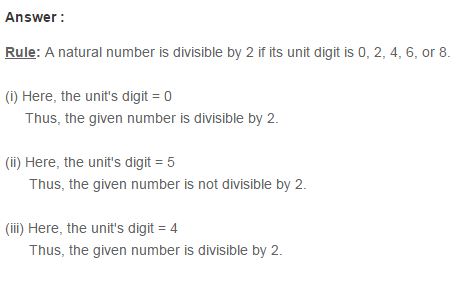 Answer :
Rule: A natural number is divisible by 2 if its unit digit is 0, 2, 4, 6, or 8.
(i) Here, the unit's digit = 0
Thus, the given number is divisible by 2.
(ii) Here, the unit's digit = 5
Thus, the given number is not divisible by 2.
(iii) Here, the unit's digit = 4
Thus, the given number is divisible by 2.